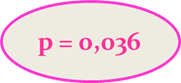 p = 0,036